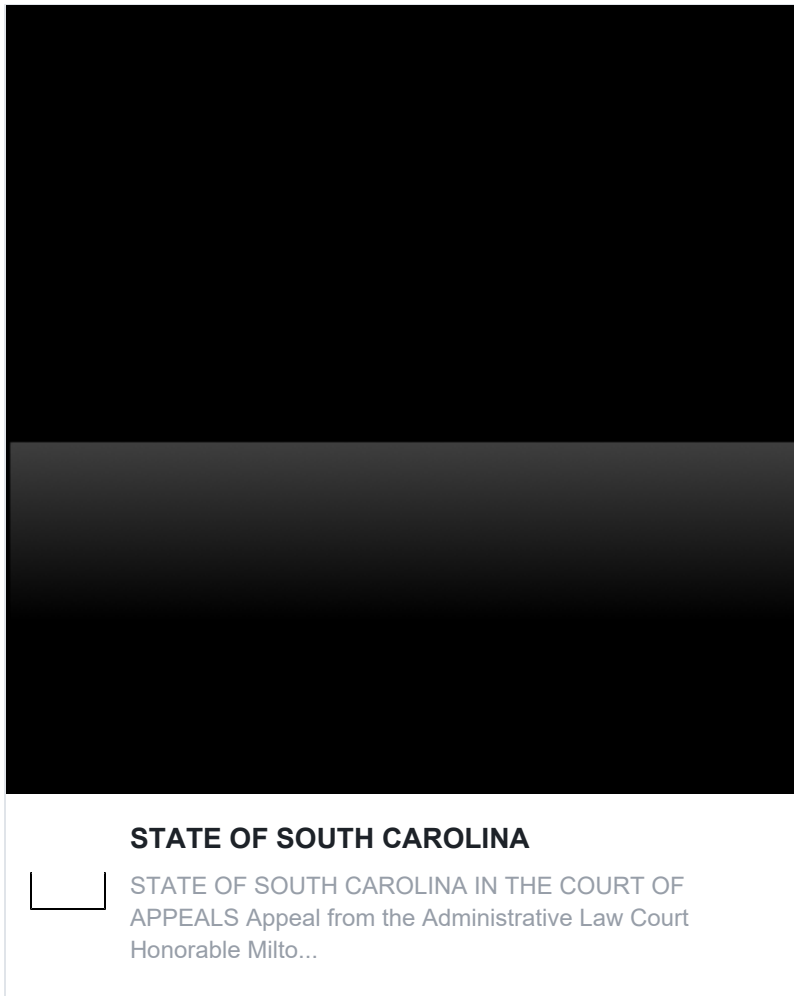 STATE OF SOUTH CAROLINA
STATE OF SOUTH CAROLINA IN THE COURT OF
APPEALS Appeal from the Administrative Law Court
Honorable Milto...